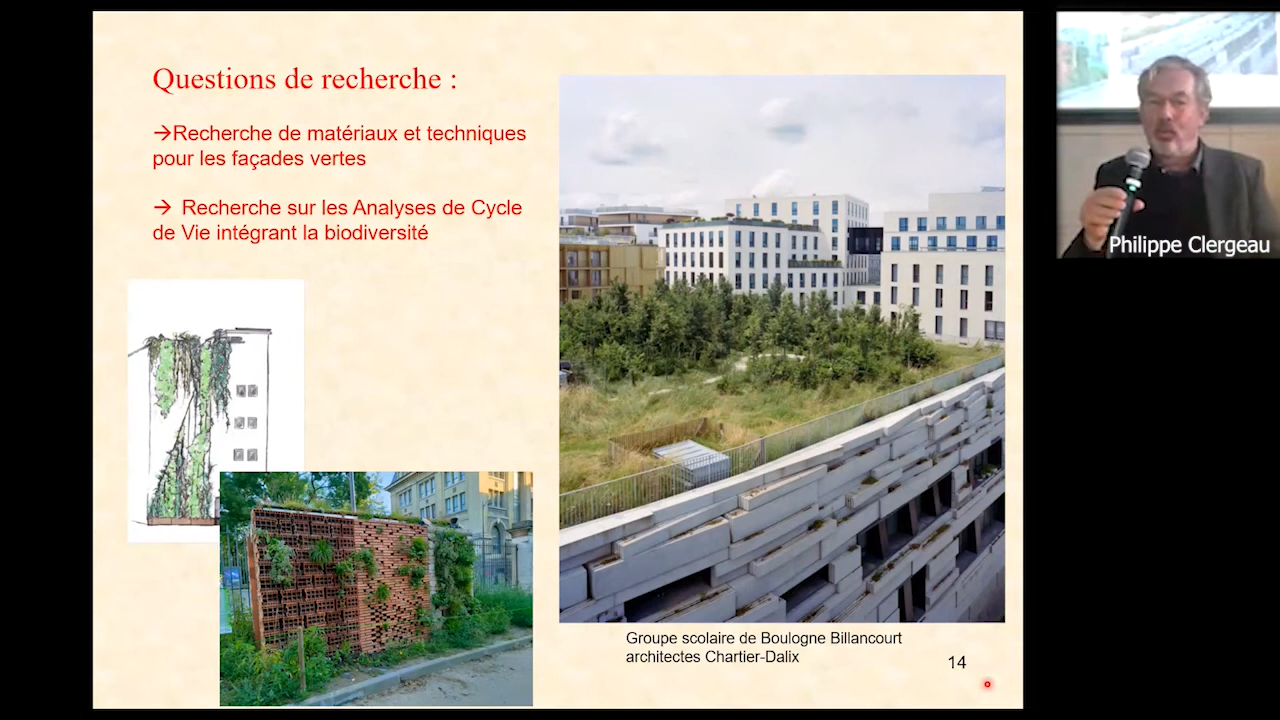 Questions de recherche :
→Recherche de matériaux et techniques
pour les façades vertes
→ Recherche sur les Analyses de Cycle
de Vie intégrant la biodiversité
Groupe scolaire de Boulogne Billancourt
architectes Chartier-Dalix
14
Philippe Clergeau